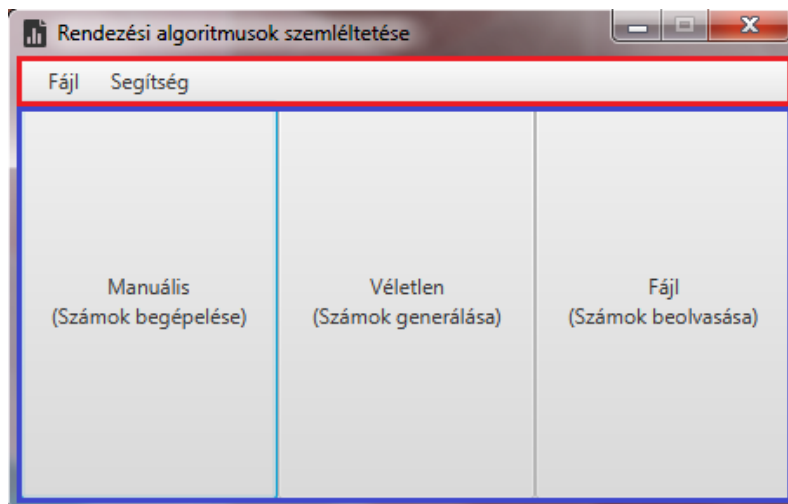 Rendezési algoritmusok szemléltetése
Fájl Segítség
Manuális
(Számok begépelése)
Véletlen
(Számok generálása)
Fájl
(Számok beolvasása)